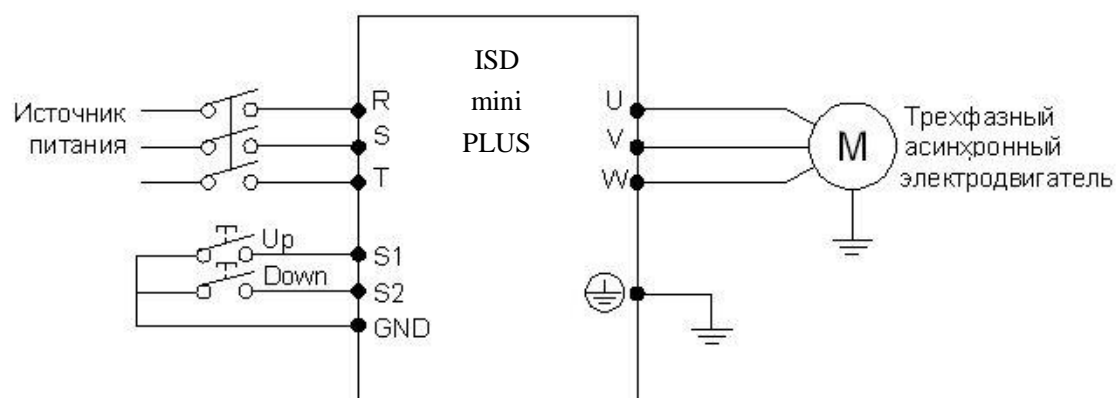 ISD
mini
PLUS
Источник
питания
R
S
T
Up
S1
Down
S2
GND
U
V
W
M
Трехфазный
асинхронный
электродвигатель